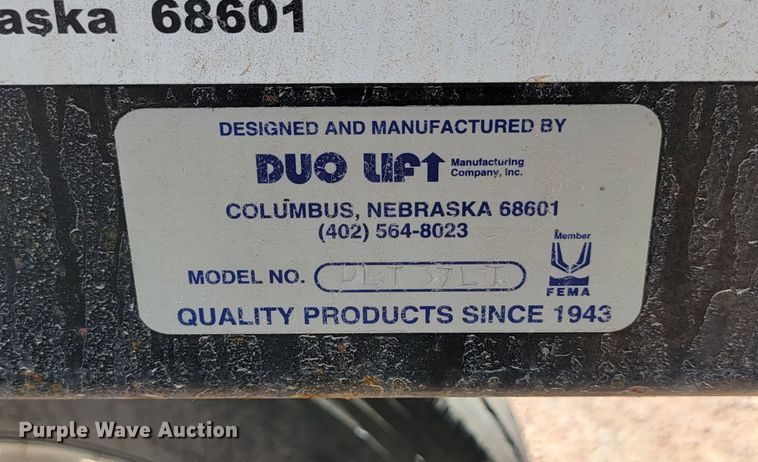 aska 68601
DESIGNED AND MANUFACTURED BY
DUO LIFT Manufacturing Company, Inc.
COLUMBUS, NEBRASKA 68601
(402) 564-8023
Member
MODEL NO.
FEMA
QUALITY PRODUCTS SINCE 1943
Purple Wave Auction